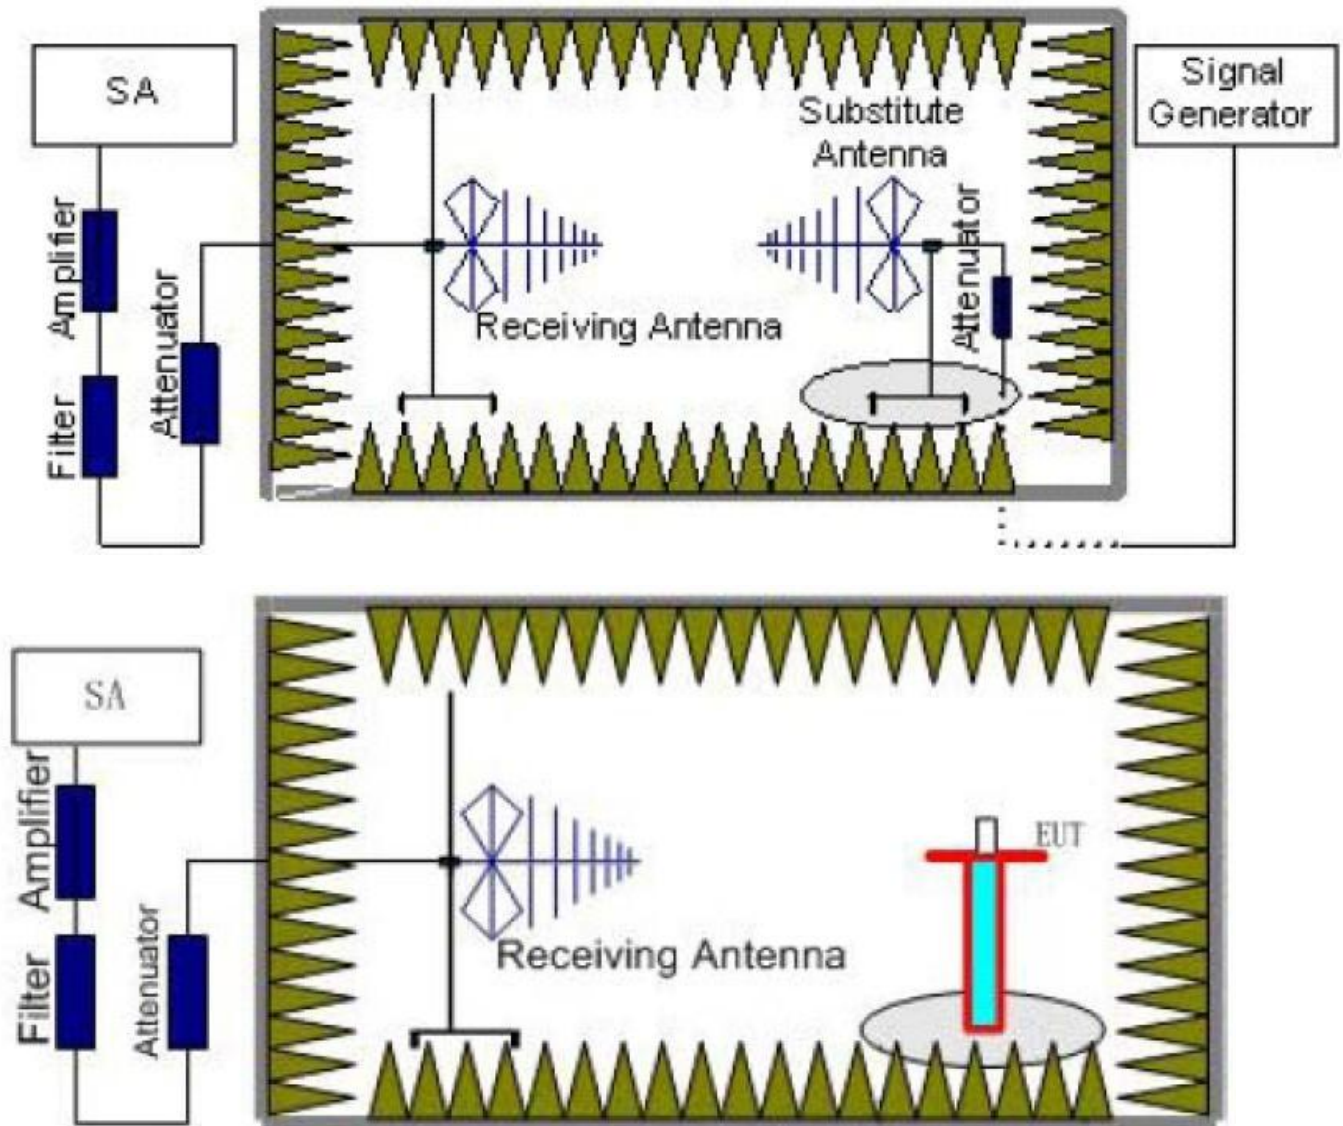 SA
Amplifier
Filter
Attenuator
Receiving Antenna
Substitute
Antenna
Attenuator
Signal
Generator
SA
Amplifier
Filter
Attenuator
Receiving Antenna
EUT